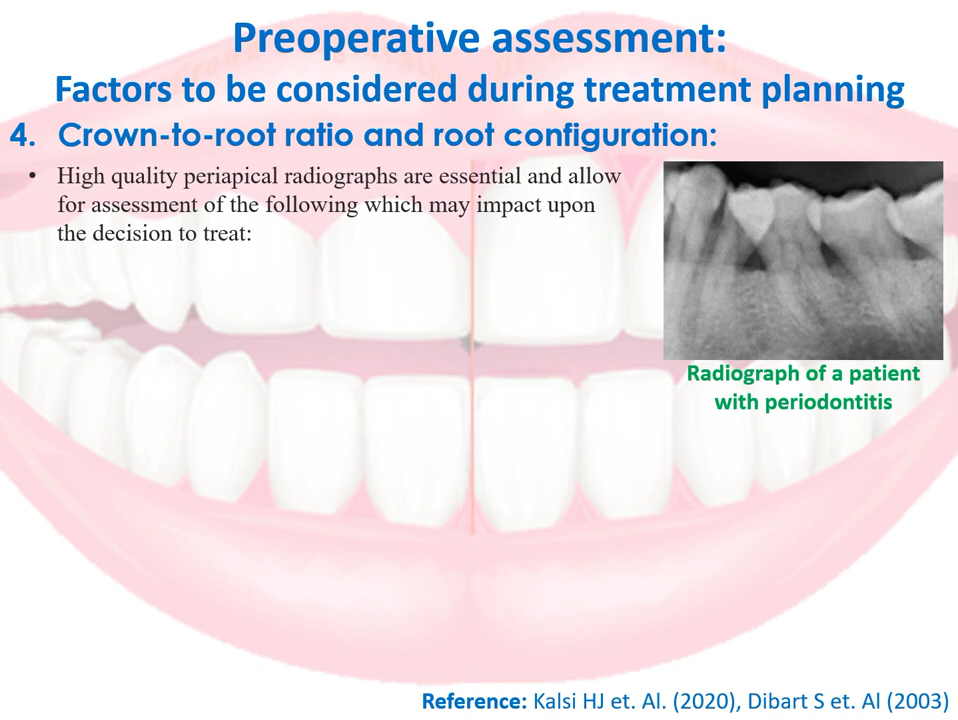 Preoperative assessment:
Factors to be considered during treatment planning
4. Crown-to-root ratio and root configuration:
• High quality periapical radiographs are essential and allow
for assessment of the following which may impact upon
the decision to treat:
Radiograph of a patient
with periodontitis
Reference: Kalsi HJ et. Al. (2020), Dibart S et. Al (2003)